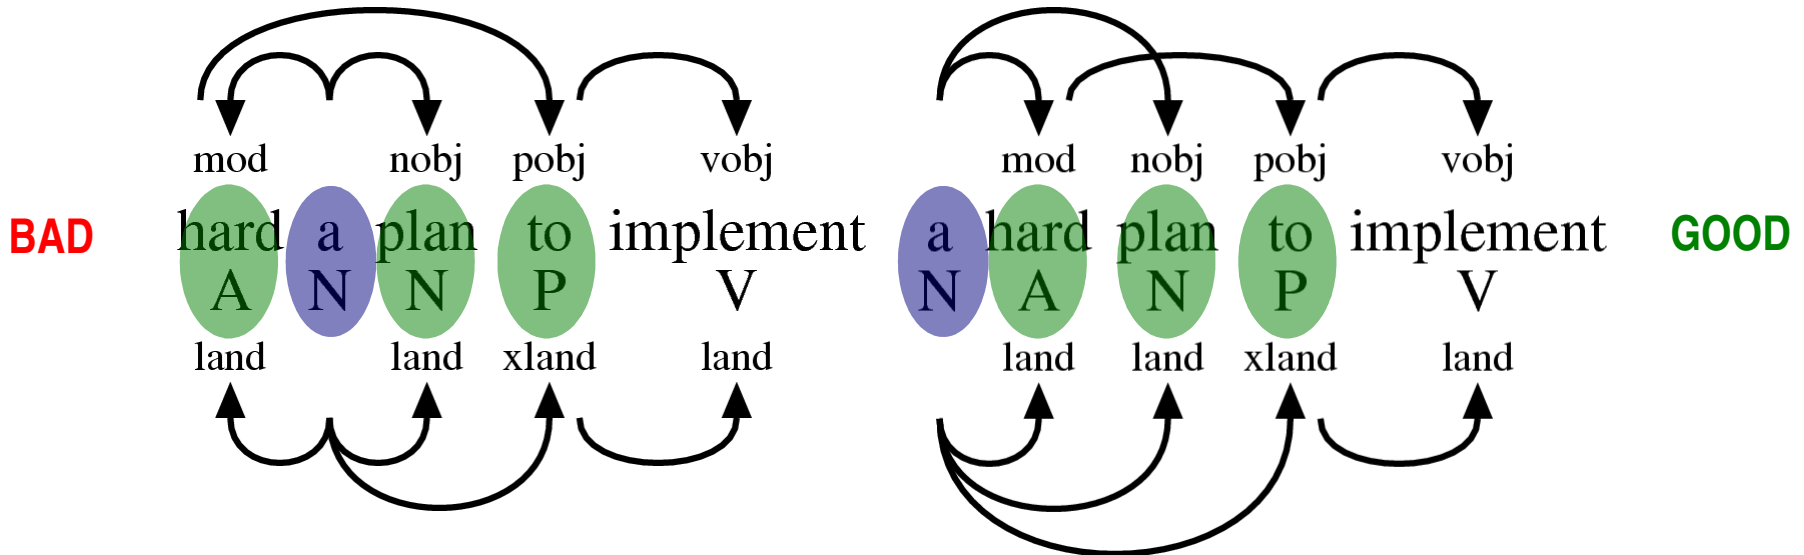 mod nobj pobj vobj mod nobj pobj vobj
BAD hard a plan to implement a hard plan to implement GOOD
A N N P V N A N P V
land land xland land land land xland land